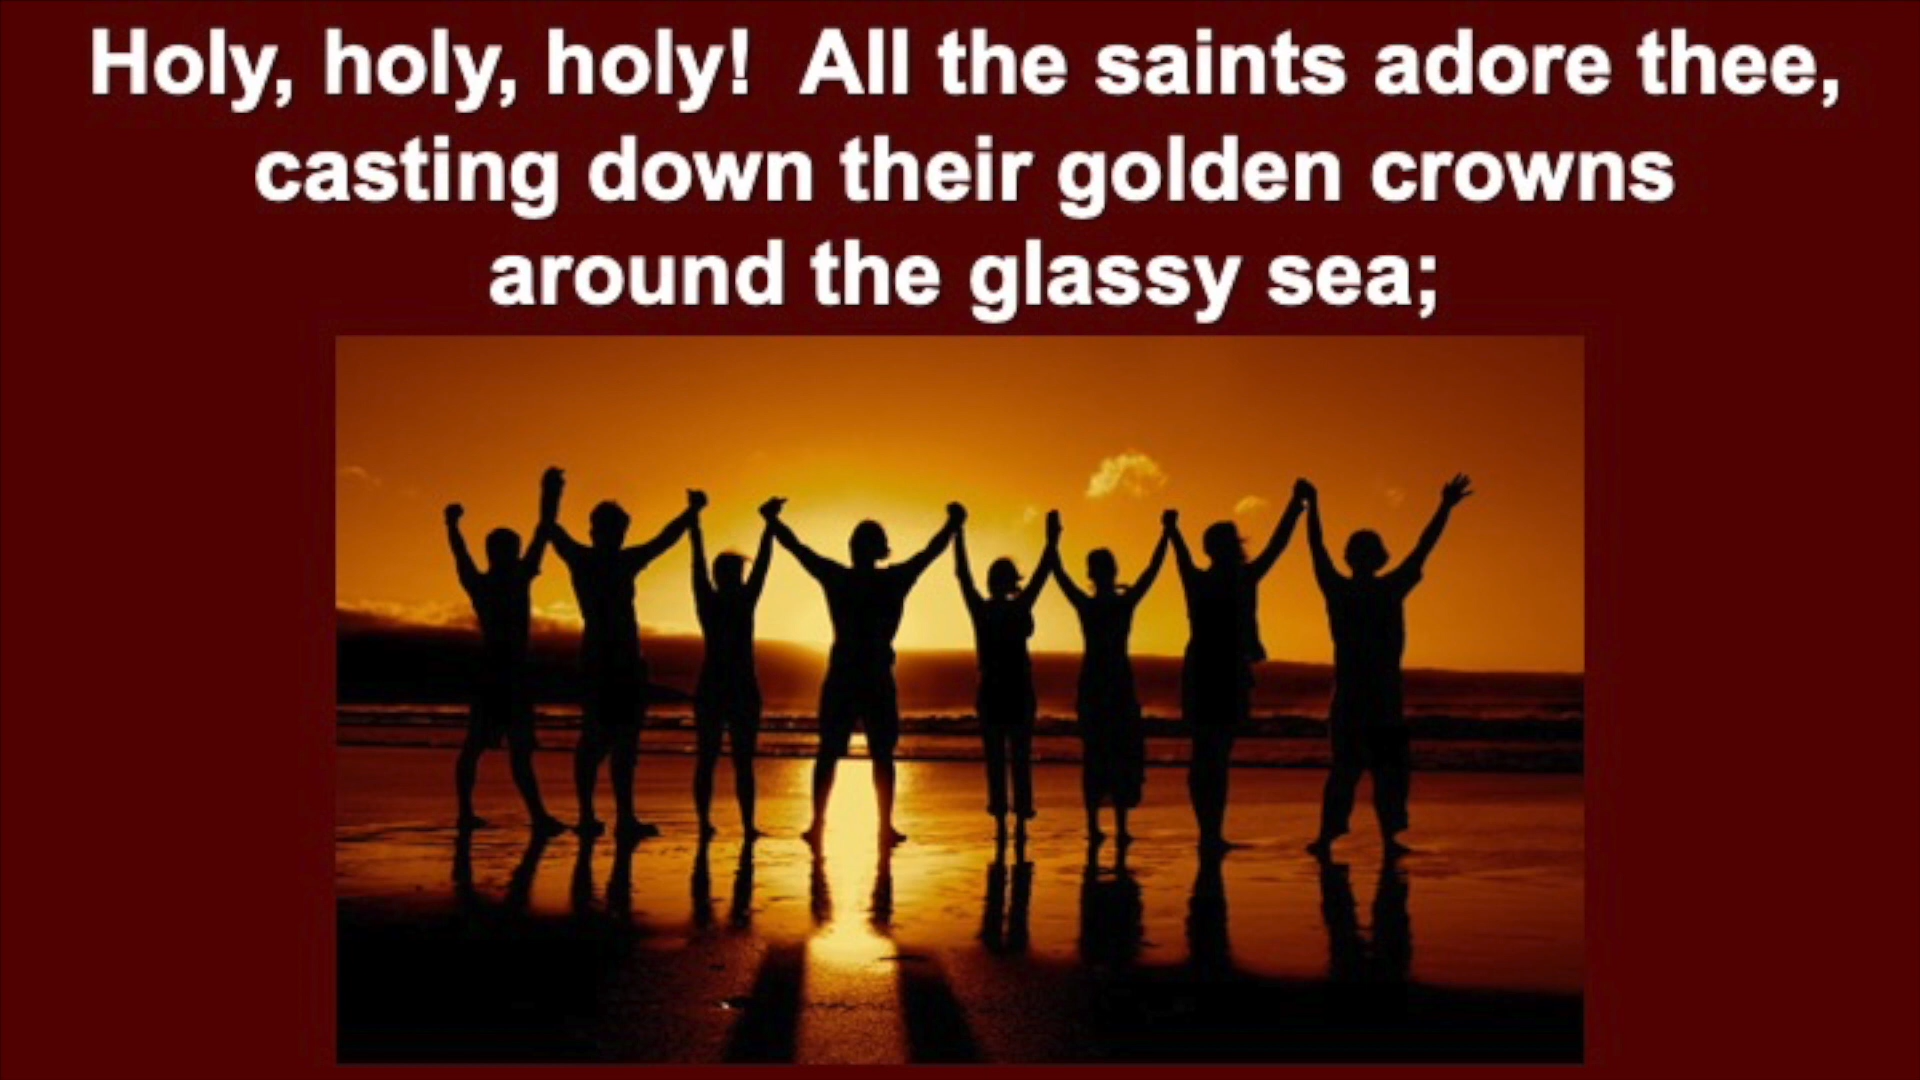 Holy, holy, holy!  All the saints adore thee,
casting down their golden crowns
around the glassy sea;